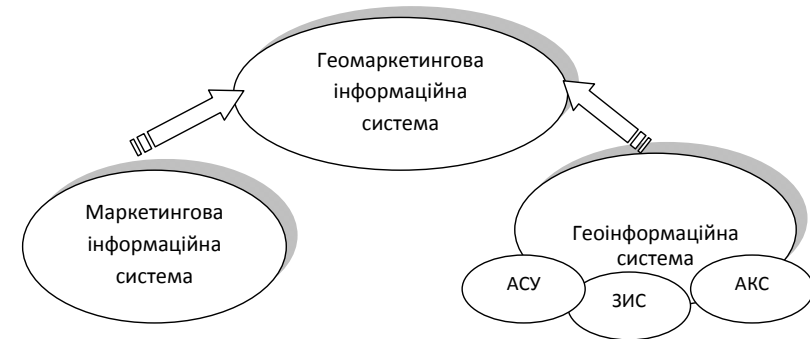 Геомаркетингова
інформаційна
система
Маркетингова
інформаційна
система
Геоінформаційна
система
АСУ
ЗИС
АКС